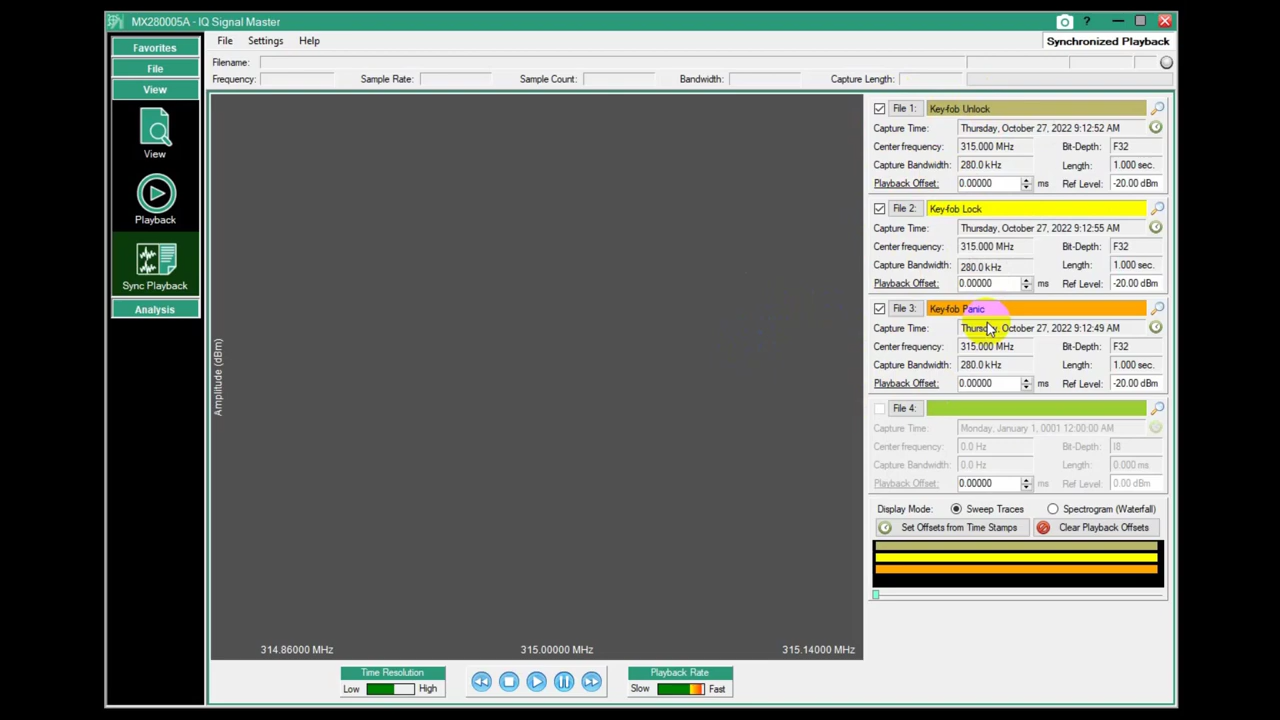 MX280005A - IQ Signal Master
?
Favorites
File
View
View
Playback
Sync Playback
Analysis
File Settings Help
Synchronized Playback
Filename:
Frequency: Sample Rate: Sample Count: Bandwidth: Capture Length:
Amplitude (dBm)
314.86000 MHz 315.00000 MHz 315.14000 MHz
Time Resolution
Low High
Playback Rate
Slow Fast
File 1: Key-fob Unlock
Capture Time: Thursday, October 27, 2022 9:12:52 AM
Center frequency: 315.000 MHz Bit-Depth: F32
Capture Bandwidth: 280.0 kHz Length: 1.000 sec.
Playback Offset: 0.00000 ms Ref Level: -20.00 dBm
File 2: Key-fob Lock
Capture Time: Thursday, October 27, 2022 9:12:55 AM
Center frequency: 315.000 MHz Bit-Depth: F32
Capture Bandwidth: 280.0 kHz Length: 1.000 sec.
Playback Offset: 0.00000 ms Ref Level: -20.00 dBm
File 3: Key-fob Panic
Capture Time: Thursday, October 27, 2022 9:12:49 AM
Center frequency: 315.000 MHz Bit-Depth: F32
Capture Bandwidth: 280.0 kHz Length: 1.000 sec.
Playback Offset: 0.00000 ms Ref Level: -20.00 dBm
File 4:
Capture Time: Monday, January 1, 0001 12:00:00 AM
Center frequency: 0.0 Hz Bit-Depth: I8
Capture Bandwidth: 0.0 Hz Length: 0.000 ms
Playback Offset: 0.00000 ms Ref Level: 0.00 dBm
Display Mode: Sweep Traces Spectrogram (Waterfall)
Set Offsets from Time Stamps Clear Playback Offsets